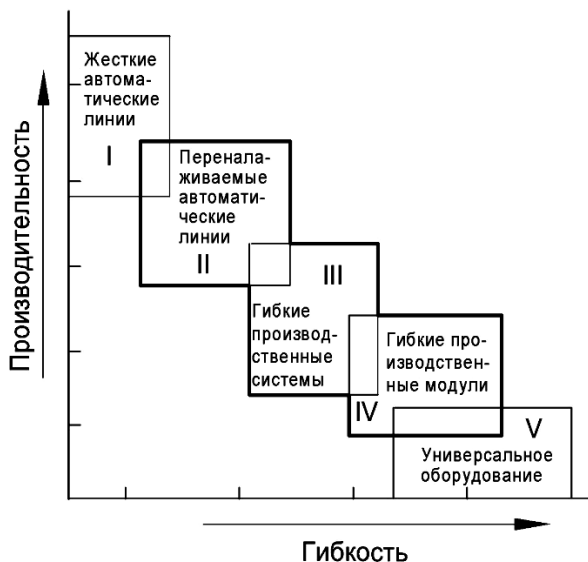 Производительность
Жесткие
автома-
тические
линии
I
Переналa-
живаемые
автомати-
ческие
линии
II
III
Гибкие
производ-
ственные
системы
Гибкие про-
изводствен-
ные модули
IV
V
Универсальное
оборудование
Гибкость